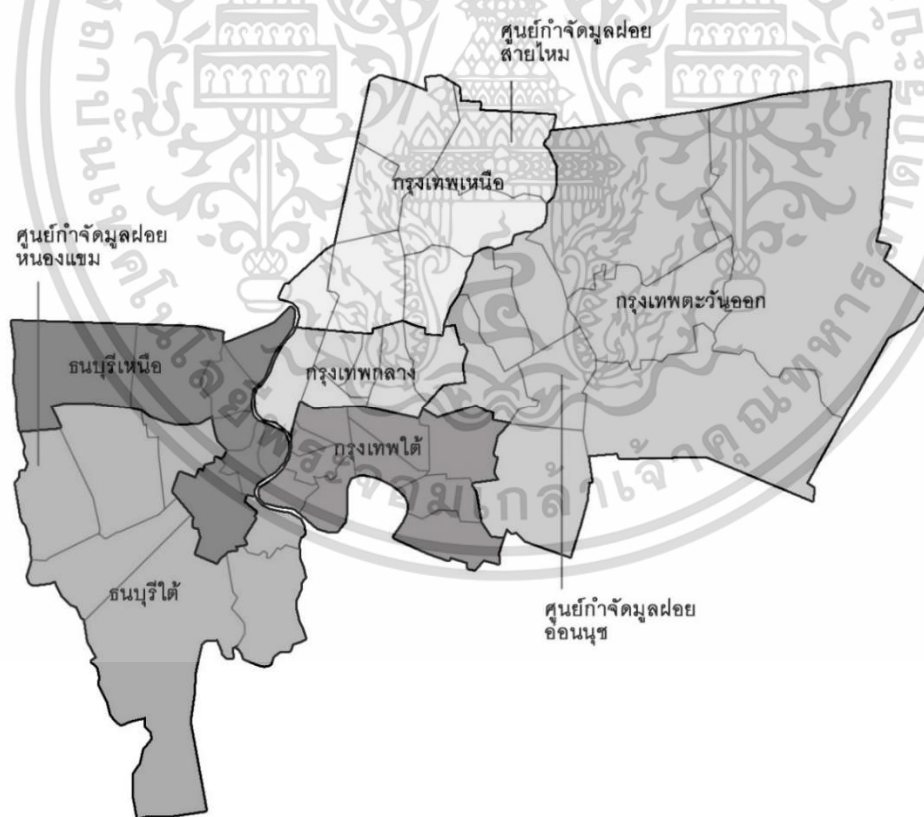 ศูนย์กำจัดมูลฝอย
สายไหม
กรุงเทพเหนือ
ศูนย์กำจัดมูลฝอย
หนองแขม
กรุงเทพตะวันออก
ธนบุรีเหนือ
กรุงเทพกลาง
กรุงเทพใต้
ธนบุรีใต้
ศูนย์กำจัดมูลฝอย
อ่อนนุช